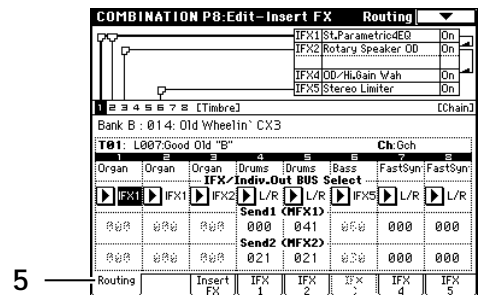 COMBINATION P8:Edit-Insert FX Routing
IFX1 St.Parametric4EQ On
IFX2 Rotary Speaker OD On
IFX4 OD/Hi.Gain Wah On
IFX5 Stereo Limiter On
1 2 3 4 5 6 7 8 [Timbre] [Chain]
Bank B : 014: Old Wheelin` CX3
T01: L007:Good Old "B" Ch:Gch
1 2 3 4 5 6 7 8
Organ Organ Organ Drums Drums Bass FastSyn FastSyn
IFX/Indiv.Out BUS Select
IFX1 IFX1 IFX2 L/R L/R IFX5 L/R L/R
Send1 (MFX1)
000 041 000 000
Send2 (MFX2)
021 021 000 000
5
Routing Insert FX IFX 1 IFX 2 IFX IFX 4 IFX 5